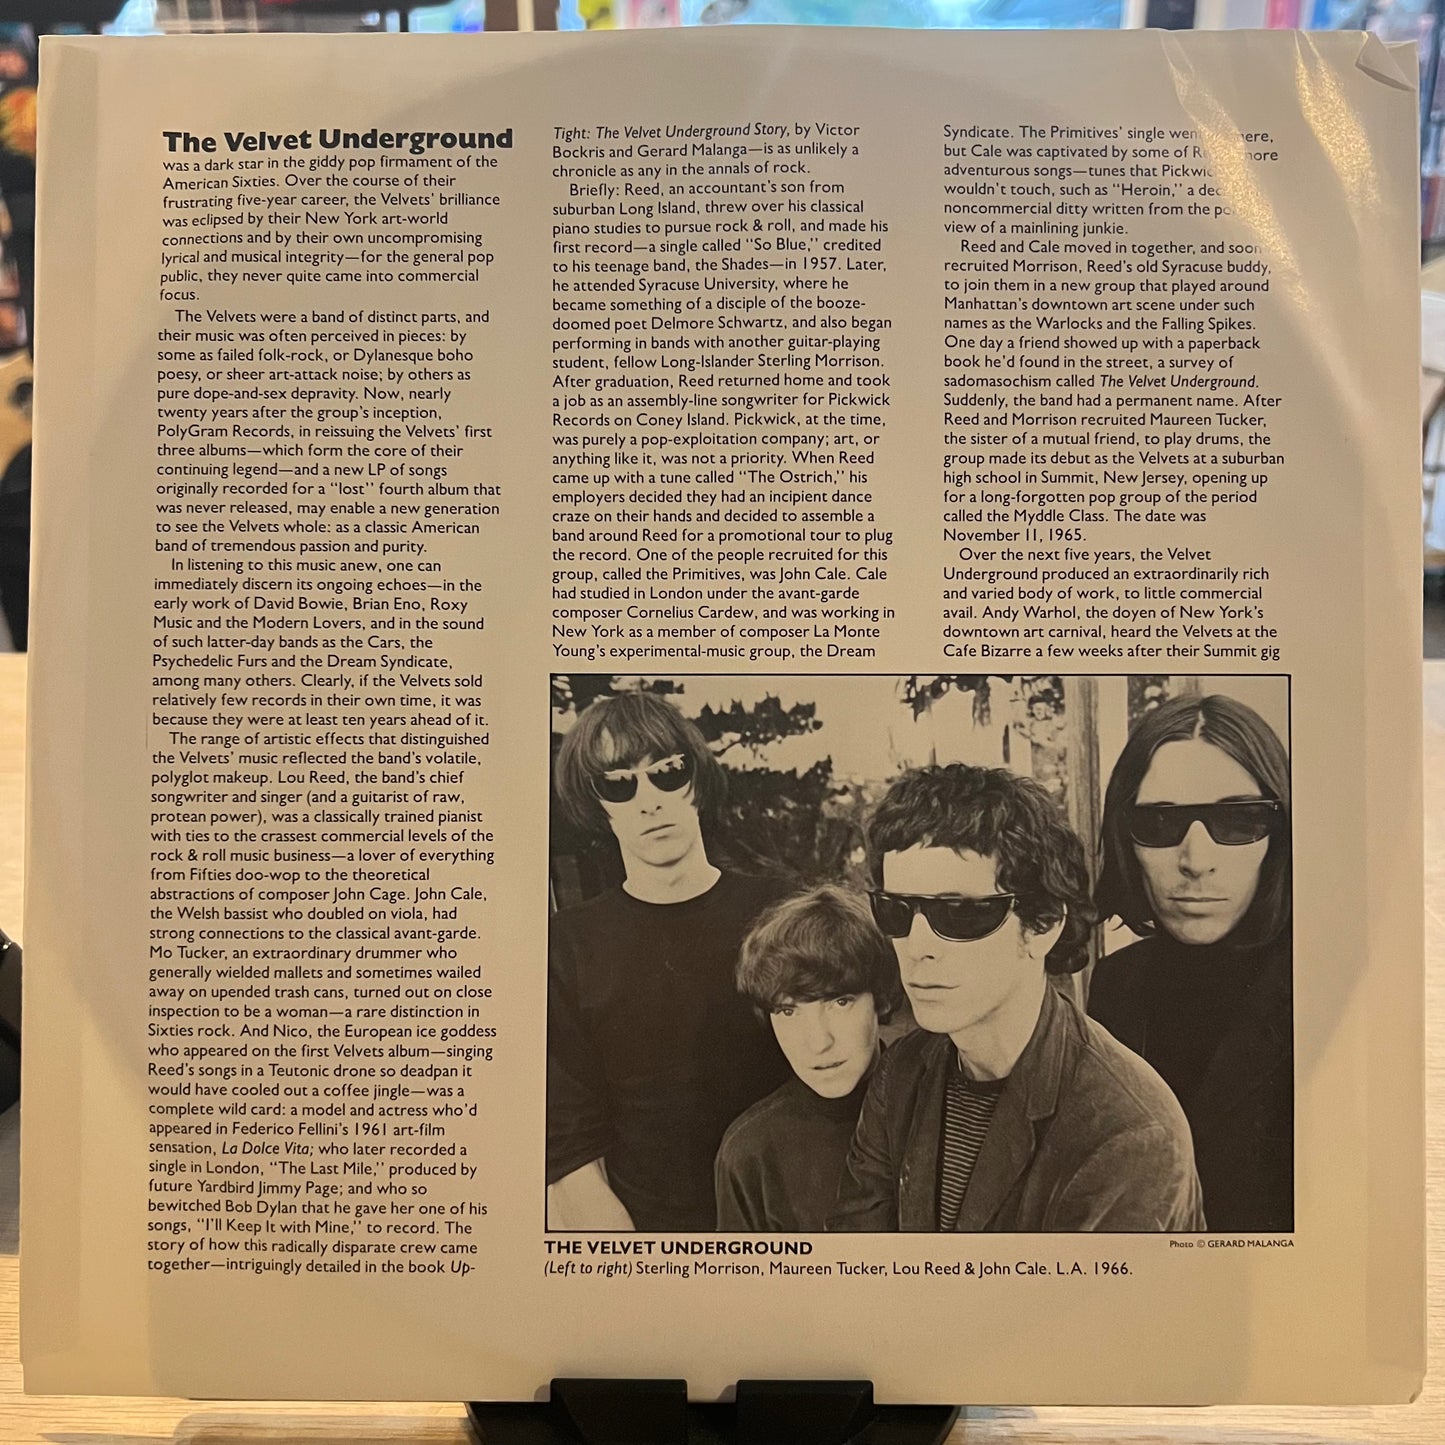 The Velvet Underground
was a dark star in the giddy pop firmament of the
American Sixties. Over the course of their
frustrating five-year career, the Velvets' brilliance
was eclipsed by their New York art-world
connections and by their own uncompromising
lyrical and musical integrity—for the general pop
public, they never quite came into commercial
focus.
The Velvets were a band of distinct parts, and
their music was often perceived in pieces: by
some as failed folk-rock, or Dylanesque boho
poesy, or sheer art-attack noise; by others as
pure dope-and-sex depravity. Now, nearly
twenty years after the group's inception,
PolyGram Records, in reissuing the Velvets' first
three albums—which form the core of their
continuing legend—and a new LP of songs
originally recorded for a "lost" fourth album that
was never released, may enable a new generation
to see the Velvets whole: as a classic American
band of tremendous passion and purity.
In listening to this music anew, one can
immediately discern its ongoing echoes—in the
early work of David Bowie, Brian Eno, Roxy
Music and the Modern Lovers, and in the sound
of such latter-day bands as the Cars, the
Psychedelic Furs and the Dream Syndicate,
among many others. Clearly, if the Velvets sold
relatively few records in their own time, it was
because they were at least ten years ahead of it.
The range of artistic effects that distinguished
the Velvets' music reflected the band's volatile,
polyglot makeup. Lou Reed, the band's chief
songwriter and singer (and a guitarist of raw,
protean power), was a classically trained pianist
with ties to the crassest commercial levels of the
rock & roll music business—a lover of everything
from Fifties doo-wop to the theoretical
abstractions of composer John Cage. John Cale,
the Welsh bassist who doubled on viola, had
strong connections to the classical avant-garde.
Mo Tucker, an extraordinary drummer who
generally wielded mallets and sometimes wailed
away on upended trash cans, turned out on close
inspection to be a woman—a rare distinction in
Sixties rock. And Nico, the European ice goddess
who appeared on the first Velvets album—singing
Reed's songs in a Teutonic drone so deadpan it
would have cooled out a coffee jingle—was a
complete wild card: a model and actress who'd
appeared in Federico Fellini's 1961 art-film
sensation, La Dolce Vita; who later recorded a
single in London, "The Last Mile," produced by
future Yardbird Jimmy Page; and who so
bewitched Bob Dylan that he gave her one of his
songs, "I'll Keep It with Mine," to record. The
story of how this radically disparate crew came
together—intriguingly detailed in the book Up-
Tight: The Velvet Underground Story, by Victor
Bockris and Gerard Malanga—is as unlikely a
chronicle as any in the annals of rock.
Briefly: Reed, an accountant's son from
suburban Long Island, threw over his classical
piano studies to pursue rock & roll, and made his
first record—a single called "So Blue," credited
to his teenage band, the Shades—in 1957. Later,
he attended Syracuse University, where he
became something of a disciple of the booze-
doomed poet Delmore Schwartz, and also began
performing in bands with another guitar-playing
student, fellow Long-Islander Sterling Morrison.
After graduation, Reed returned home and took
a job as an assembly-line songwriter for Pickwick
Records on Coney Island. Pickwick, at the time,
was purely a pop-exploitation company; art, or
anything like it, was not a priority. When Reed
came up with a tune called "The Ostrich," his
employers decided they had an incipient dance
craze on their hands and decided to assemble a
band around Reed for a promotional tour to plug
the record. One of the people recruited for this
group, called the Primitives, was John Cale. Cale
had studied in London under the avant-garde
composer Cornelius Cardew, and was working in
New York as a member of composer La Monte
Young's experimental-music group, the Dream
Syndicate. The Primitives' single went
but Cale was captivated by some of
adventurous songs—tunes that
wouldn't touch, such as "Heroin," a
noncommercial ditty written from the
view of a mainlining junkie.
Reed and Cale moved in together, and soon
recruited Morrison, Reed's old Syracuse buddy,
to join them in a new group that played around
Manhattan's downtown art scene under such
names as the Warlocks and the Falling Spikes.
One day a friend showed up with a paperback
book he'd found in the street, a survey of
sadomasochism called The Velvet Underground.
Suddenly, the band had a permanent name. After
Reed and Morrison recruited Maureen Tucker,
the sister of a mutual friend, to play drums, the
group made its debut as the Velvets at a suburban
high school in Summit, New Jersey, opening up
for a long-forgotten pop group of the period
called the Myddle Class. The date was
November 11, 1965.
Over the next five years, the Velvet
Underground produced an extraordinarily rich
and varied body of work, to little commercial
avail. Andy Warhol, the doyen of New York's
downtown art carnival, heard the Velvets at the
Cafe Bizarre a few weeks after their Summit gig
THE VELVET UNDERGROUND
Photo © GERARD MALANGA
(Left to right) Sterling Morrison, Maureen Tucker, Lou Reed & John Cale. L.A. 1966.